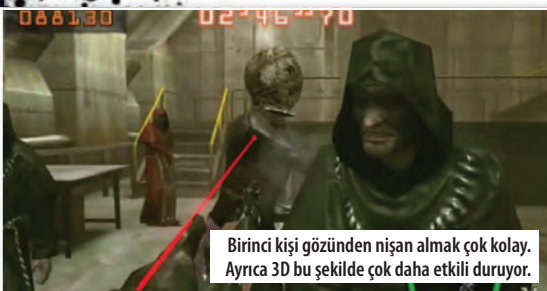 088130 02"46"70
Birinci kişi gözünden nişan almak çok kolay.
Ayrıca 3D bu şekilde çok daha etkili duruyor.